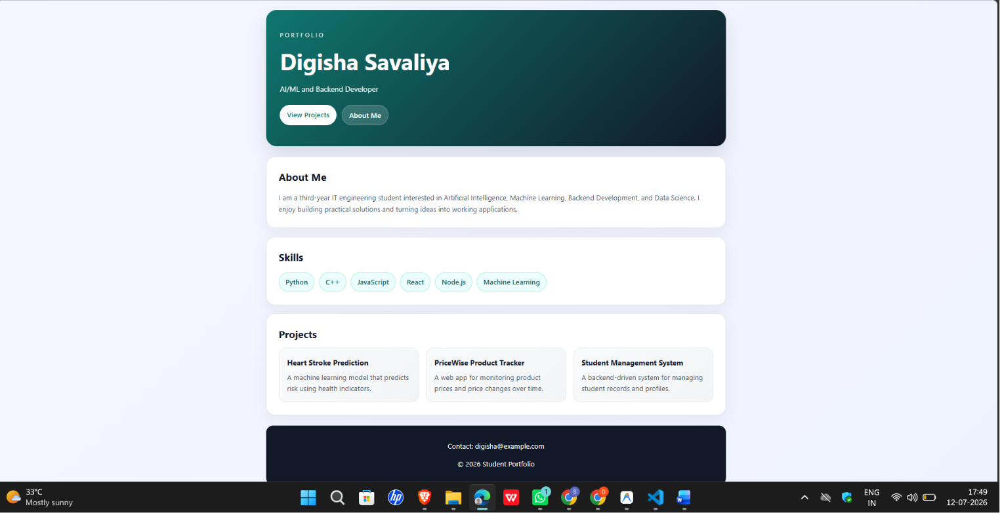 PORTFOLIO
Digisha Savaliya
AI/ML and Backend Developer
View Projects
About Me
About Me
I am a third-year IT engineering student interested in Artificial Intelligence, Machine Learning, Backend Development, and Data Science. I
enjoy building practical solutions and turning ideas into working applications.
Skills
Python
C++
JavaScript
React
Node.js
Machine Learning
Projects
Heart Stroke Prediction
A machine learning model that predicts
risk using health indicators.
PriceWise Product Tracker
A web app for monitoring product
prices and price changes over time.
Student Management System
A backend-driven system for managing
student records and profiles.
Contact: digisha@example.com
© 2026 Student Portfolio
33°C
Mostly sunny
hp
W
1
S
D
W
ENG
IN
17:49
12-07-2026